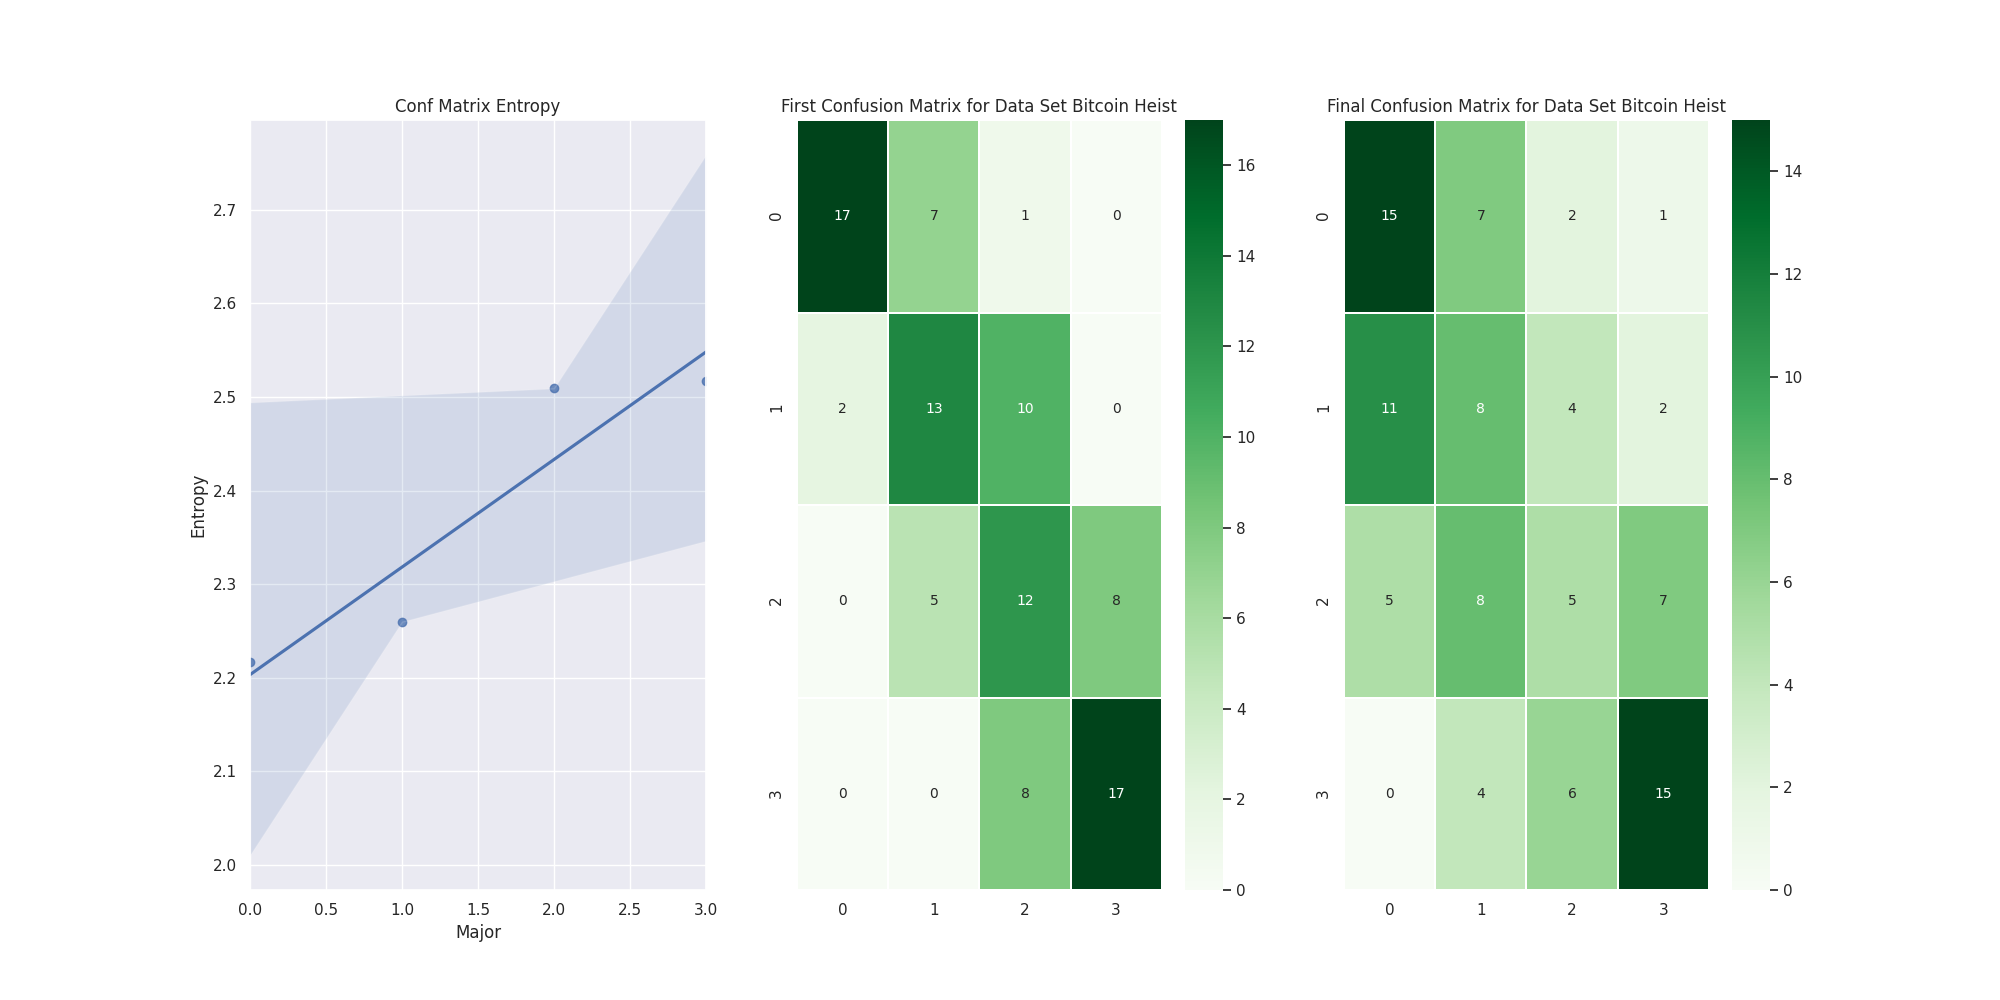 Conf Matrix Entropy
Entropy
2.7
2.6
2.5
2.4
2.3
2.2
2.1
2.0
0.0 0.5 1.0 1.5 2.0 2.5 3.0
Major
First Confusion Matrix for Data Set Bitcoin Heist
0 17 7 1 0
1 2 13 10 0
2 0 5 12 8
3 0 0 8 17
0 1 2 3
16
14
12
10
8
6
4
2
0
Final Confusion Matrix for Data Set Bitcoin Heist
0 15 7 2 1
1 11 8 4 2
2 5 8 5 7
3 0 4 6 15
0 1 2 3
14
12
10
8
6
4
2
0